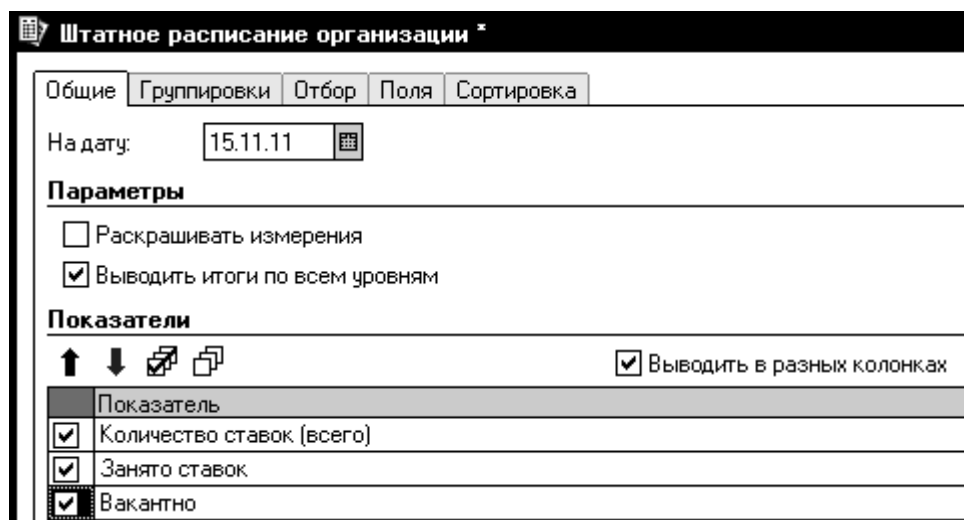 Штатное расписание организации *
Общие Группировки Отбор Поля Сортировка
На дату: 15.11.11
Параметры
Раскрашивать измерения
Выводить итоги по всем уровням
Показатели
Выводить в разных колонках
Показатель
Количество ставок (всего)
Занято ставок
Вакантно